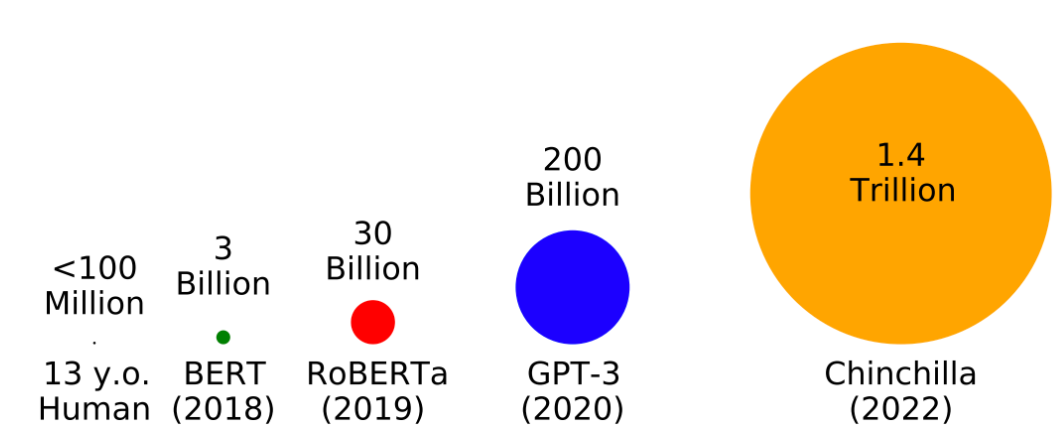 <100
Million
13 y.o.
Human
3
Billion
BERT
(2018)
30
Billion
RoBERTa
(2019)
200
Billion
GPT-3
(2020)
1.4
Trillion
Chinchilla
(2022)